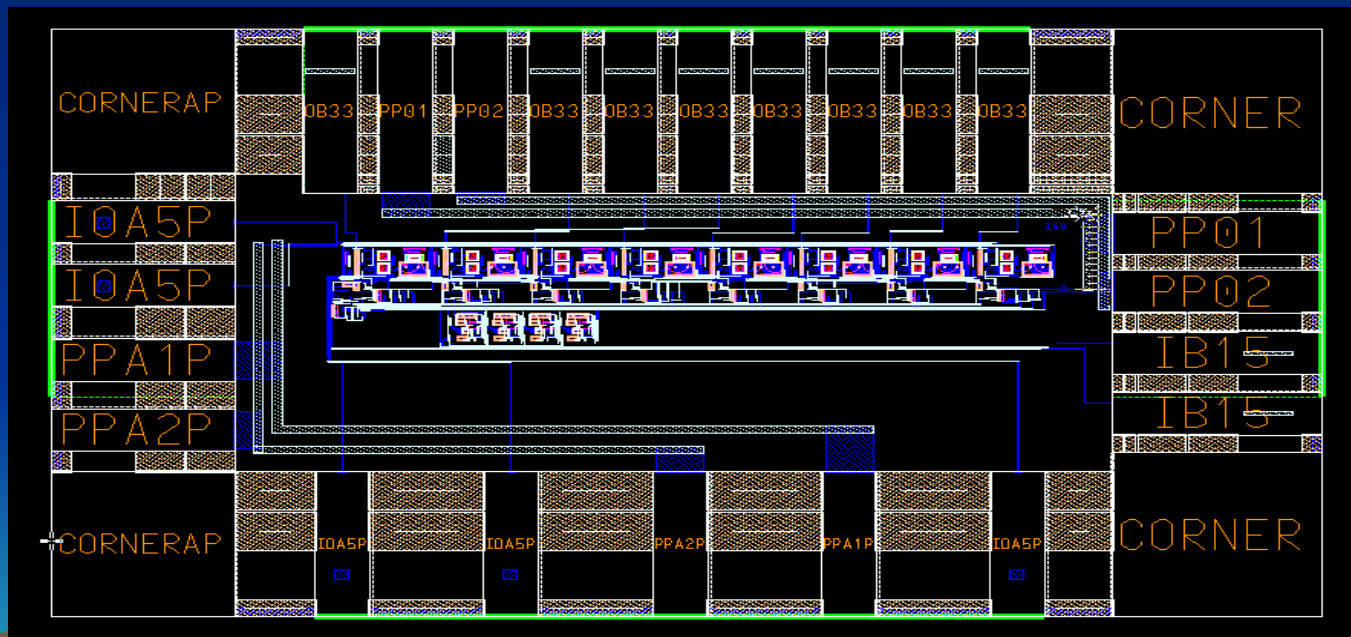 CORNERAP
OB33 PP01 PP02 OB33 OB33 OB33 OB33 OB33 OB33 OB33
CORNER
IOA5P
IOA5P
PPA1P
PPA2P
160
PP01
PP02
IB15
IB15
CORNERAP
IOA5P IOA5P PPA2P PPA1P IOA5P
CORNER